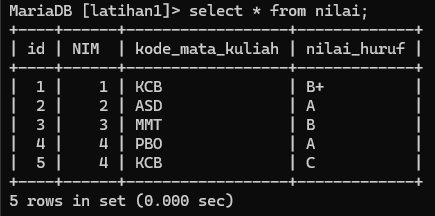 MariaDB [latihan1]> select * from nilai;
+----+------+------------------+-------------+
| id | NIM  | kode_mata_kuliah | nilai_huruf |
+----+------+------------------+-------------+
|  1 |    1 | KCB              | B+          |
|  2 |    2 | ASD              | A           |
|  3 |    3 | MMT              | B           |
|  4 |    4 | PBO              | A           |
|  5 |    4 | KCB              | C           |
+----+------+------------------+-------------+
5 rows in set (0.000 sec)